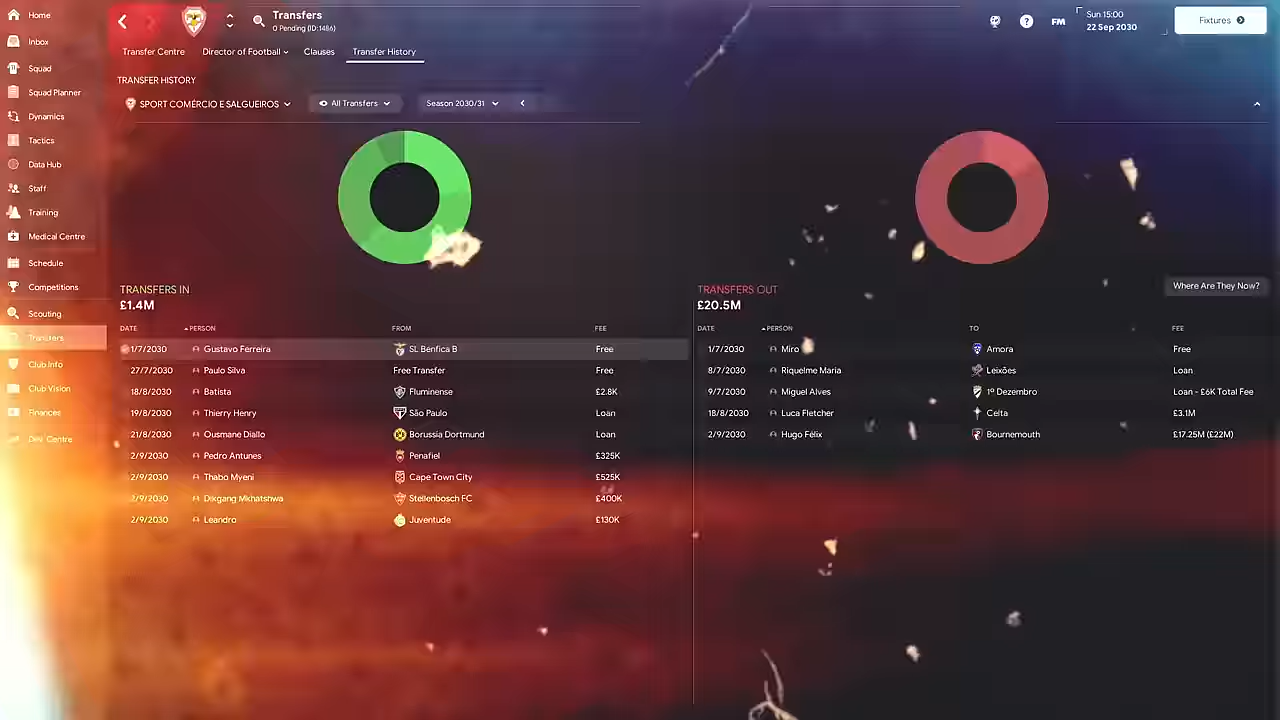 Home
Inbox
Squad
Squad Planner
Dynamics
Tactics
Data Hub
Staff
Training
Medical Centre
Schedule
Competitions
Scouting
Transfers
Club Info
Club Vision
Finances
Dev. Centre
Transfers
0 Pending (ID:1486)
FM
Sun 15:00
22 Sep 2030
Fixtures
Transfer Centre Director of Football Clauses Transfer History
TRANSFER HISTORY
SPORT COMÉRCIO E SALGUEIROS All Transfers Season 2030/31
TRANSFERS IN
£1.4M
DATE PERSON FROM FEE
1/7/2030 Gustavo Ferreira SL Benfica B Free
27/7/2030 Paulo Silva Free Transfer Free
18/8/2030 Batista Fluminense £2.8K
19/8/2030 Thierry Henry São Paulo Loan
21/8/2030 Ousmane Diallo Borussia Dortmund Loan
2/9/2030 Pedro Antunes Penafiel £325K
2/9/2030 Thabo Myeni Cape Town City £525K
2/9/2030 Dikgang Mkhatshwa Stellenbosch FC £400K
2/9/2030 Leandro Juventude £130K
TRANSFERS OUT
£20.5M
Where Are They Now?
DATE PERSON TO FEE
1/7/2030 Miro Amora Free
8/7/2030 Riquelme Maria Leixões Loan
9/7/2030 Miguel Alves 1º Dezembro Loan - £6K Total Fee
18/8/2030 Luca Fletcher Celta £3.1M
2/9/2030 Hugo Félix Bournemouth £17.25M (£22M)